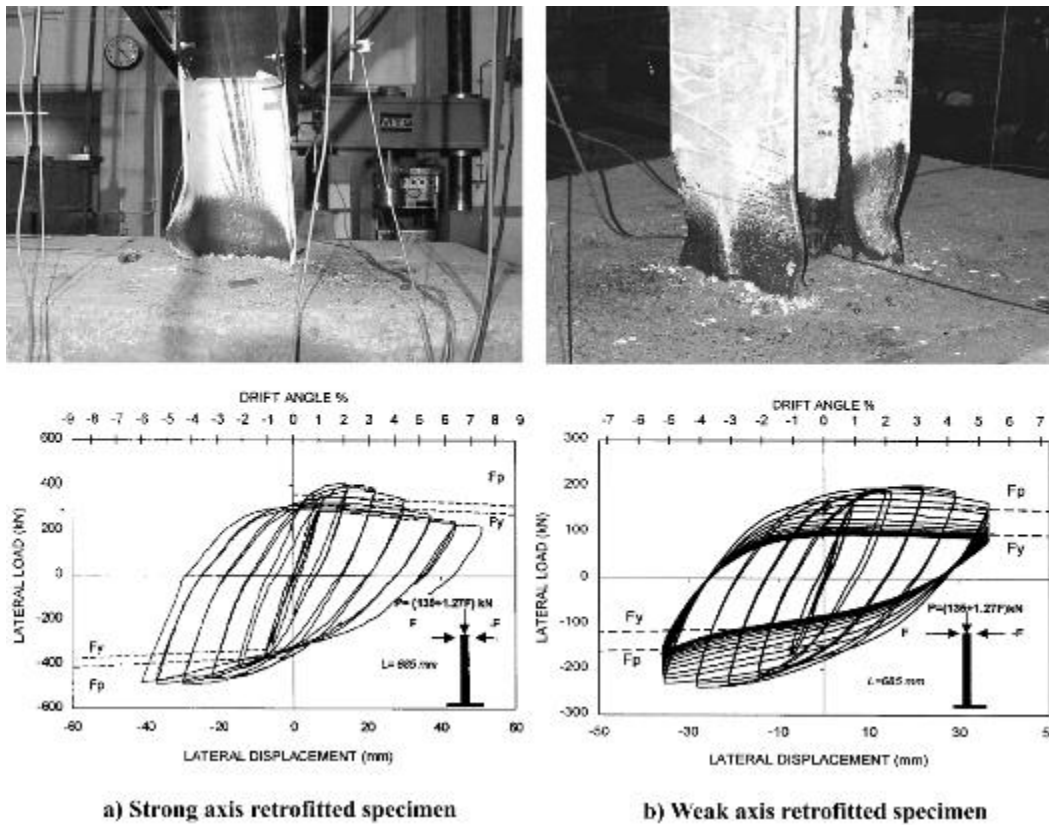 MTS
DRIFT ANGLE %
-9 -8 -7 -6 -5 -4 -3 -2 -1 0 1 2 3 4 5 6 7 8 9
600
400
200
0
-200
-400
-600
LATERAL LOAD (kN)
Fp
Fy
Fy
Fp
P= (135+1.27F) kN
F
-F
L= 685 mm
-60 -40 -20 0 20 40 60
LATERAL DISPLACEMENT (mm)
a) Strong axis retrofitted specimen
DRIFT ANGLE %
-7 -6 -5 -4 -3 -2 -1 0 1 2 3 4 5 6 7
300
200
100
0
-100
-200
-300
LATERAL LOAD (kN)
Fp
Fy
Fy
Fp
P=(135+1.27F)kN
F
-F
L=685 mm
-50 -30 -10 10 30
LATERAL DISPLACEMENT (mm)
b) Weak axis retrofitted specimen